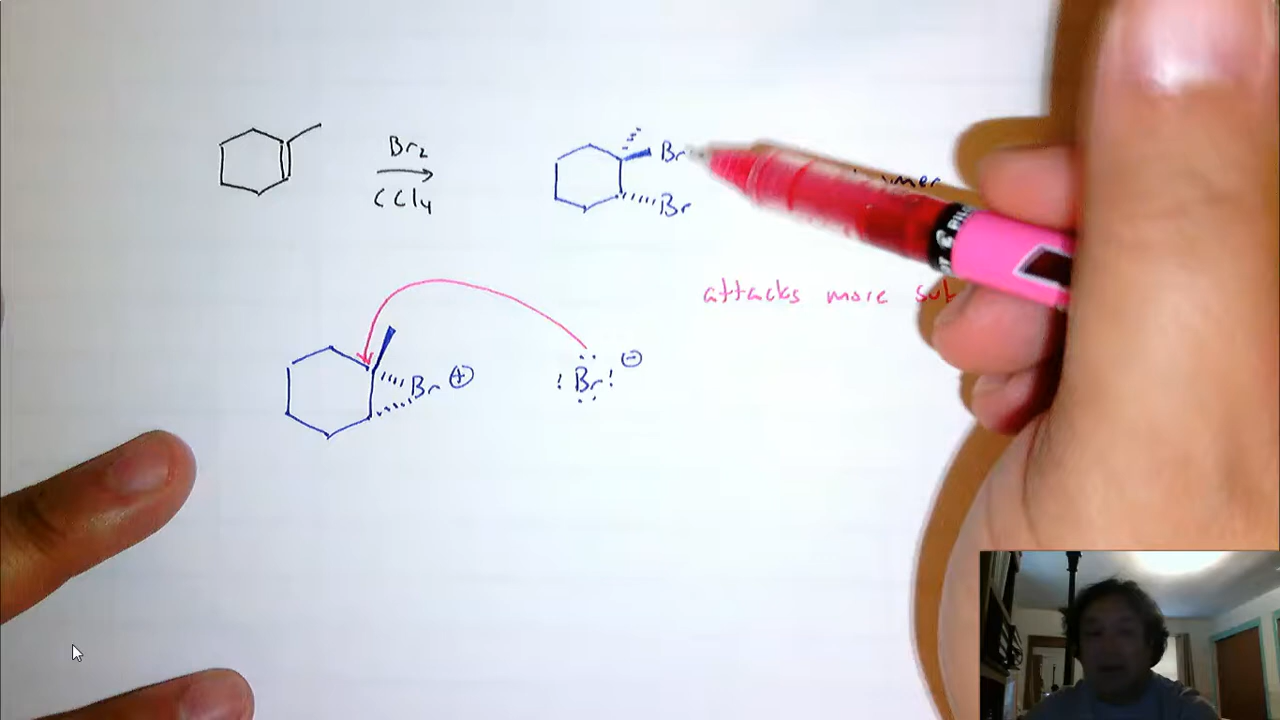 Br₂
CCl₄
Br
Br
attacks more
Br ⊕
:Br: ⊖